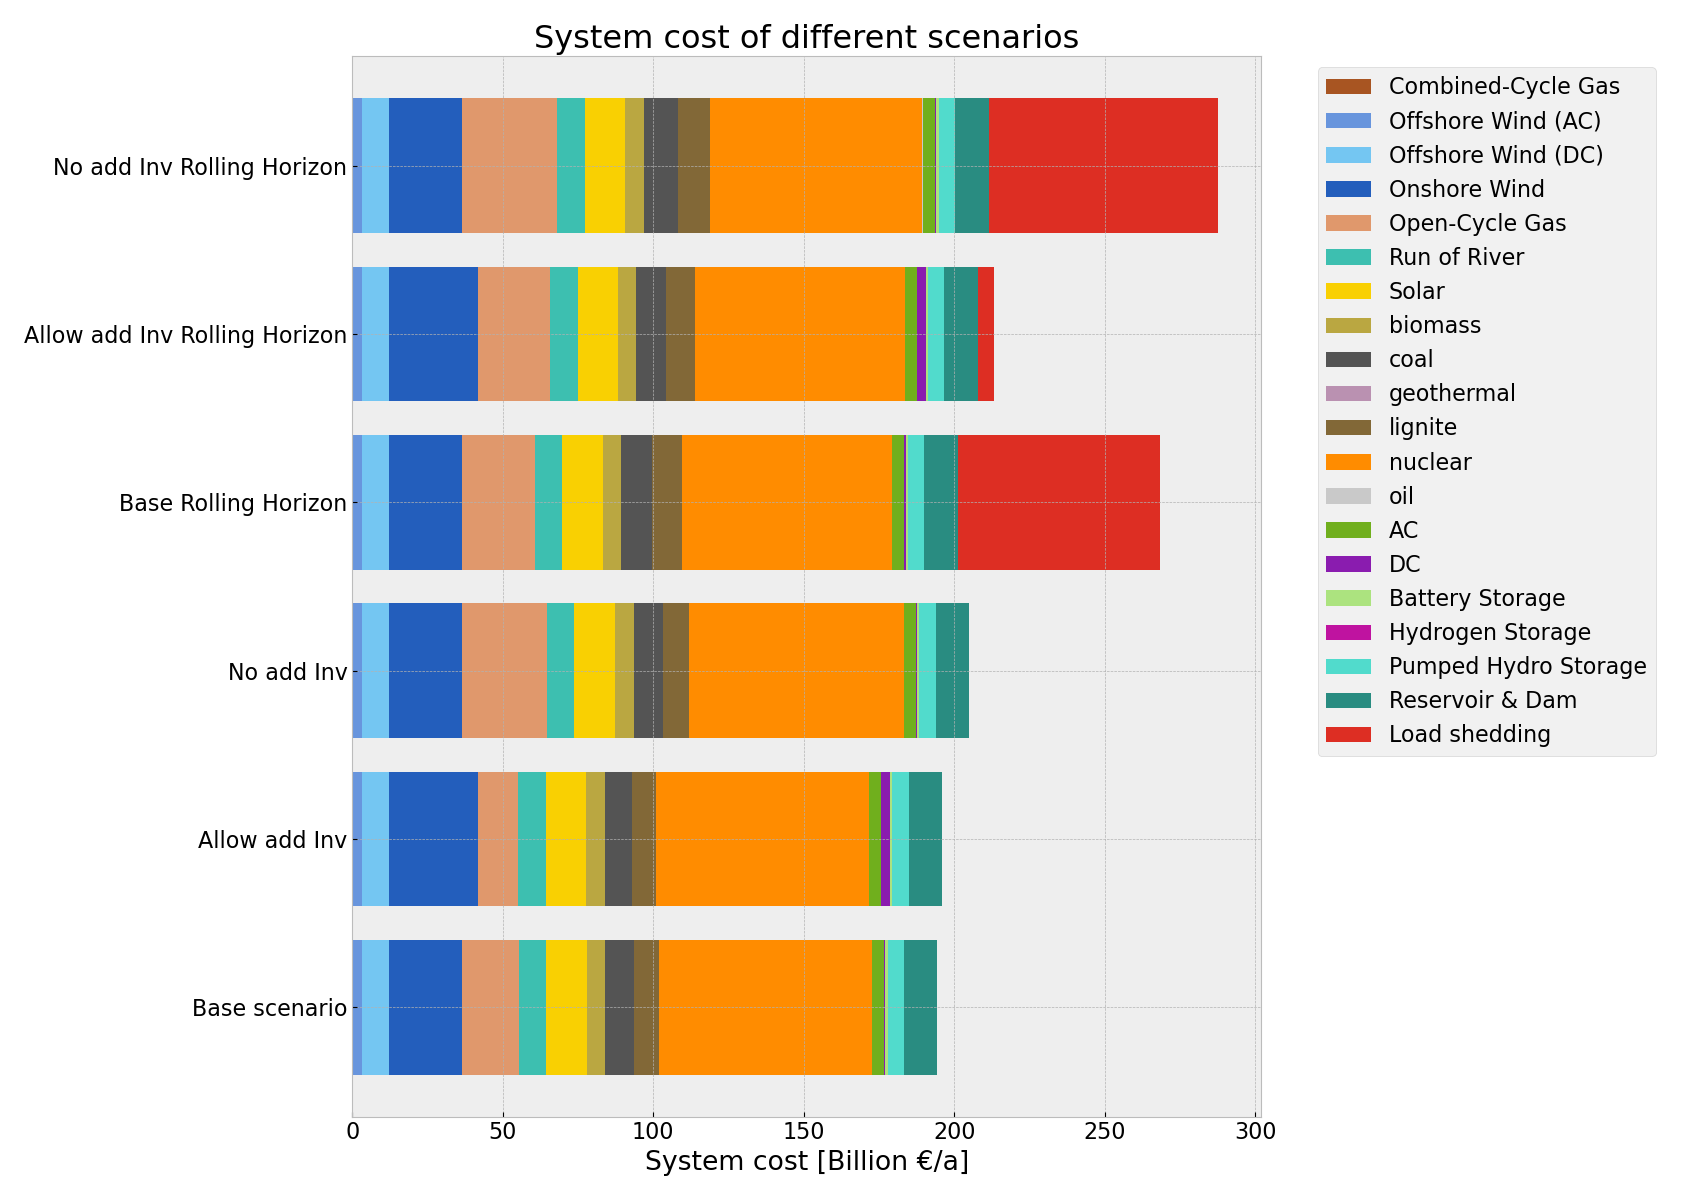 System cost of different scenarios
No add Inv Rolling Horizon
Allow add Inv Rolling Horizon
Base Rolling Horizon
No add Inv
Allow add Inv
Base scenario
0 50 100 150 200 250 300
System cost [Billion €/a]
Combined-Cycle Gas
Offshore Wind (AC)
Offshore Wind (DC)
Onshore Wind
Open-Cycle Gas
Run of River
Solar
biomass
coal
geothermal
lignite
nuclear
oil
AC
DC
Battery Storage
Hydrogen Storage
Pumped Hydro Storage
Reservoir & Dam
Load shedding